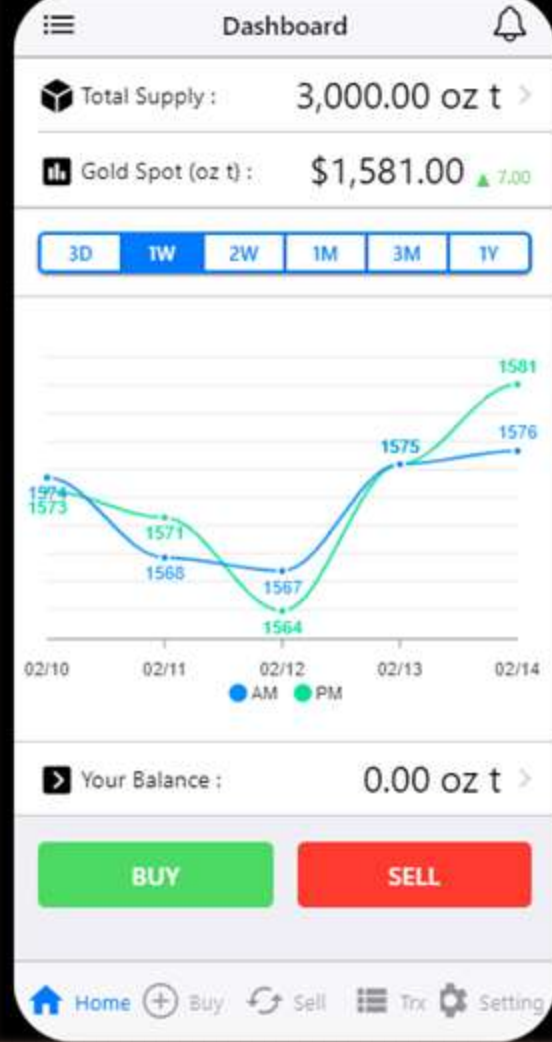 Dashboard
Total Supply : 3,000.00 oz t
Gold Spot (oz t) : $1,581.00 ▲ 7.00
3D 1W 2W 1M 3M 1Y
1581
1576
1575
1574
1573
1571
1568
1567
1564
02/10 02/11 02/12 02/13 02/14
AM PM
Your Balance : 0.00 oz t
BUY SELL
Home Buy Sell Trx Setting